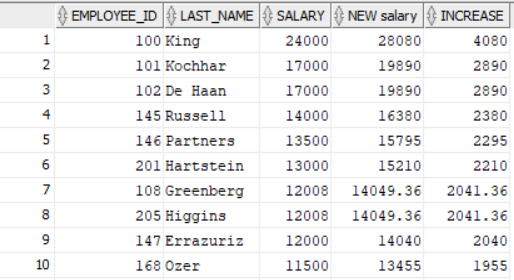 EMPLOYEE_ID LAST_NAME SALARY NEW salary INCREASE
1 100 King 24000 28080 4080
2 101 Kochhar 17000 19890 2890
3 102 De Haan 17000 19890 2890
4 145 Russell 14000 16380 2380
5 146 Partners 13500 15795 2295
6 201 Hartstein 13000 15210 2210
7 108 Greenberg 12008 14049.36 2041.36
8 205 Higgins 12008 14049.36 2041.36
9 147 Errazuriz 12000 14040 2040
10 168 Ozer 11500 13455 1955